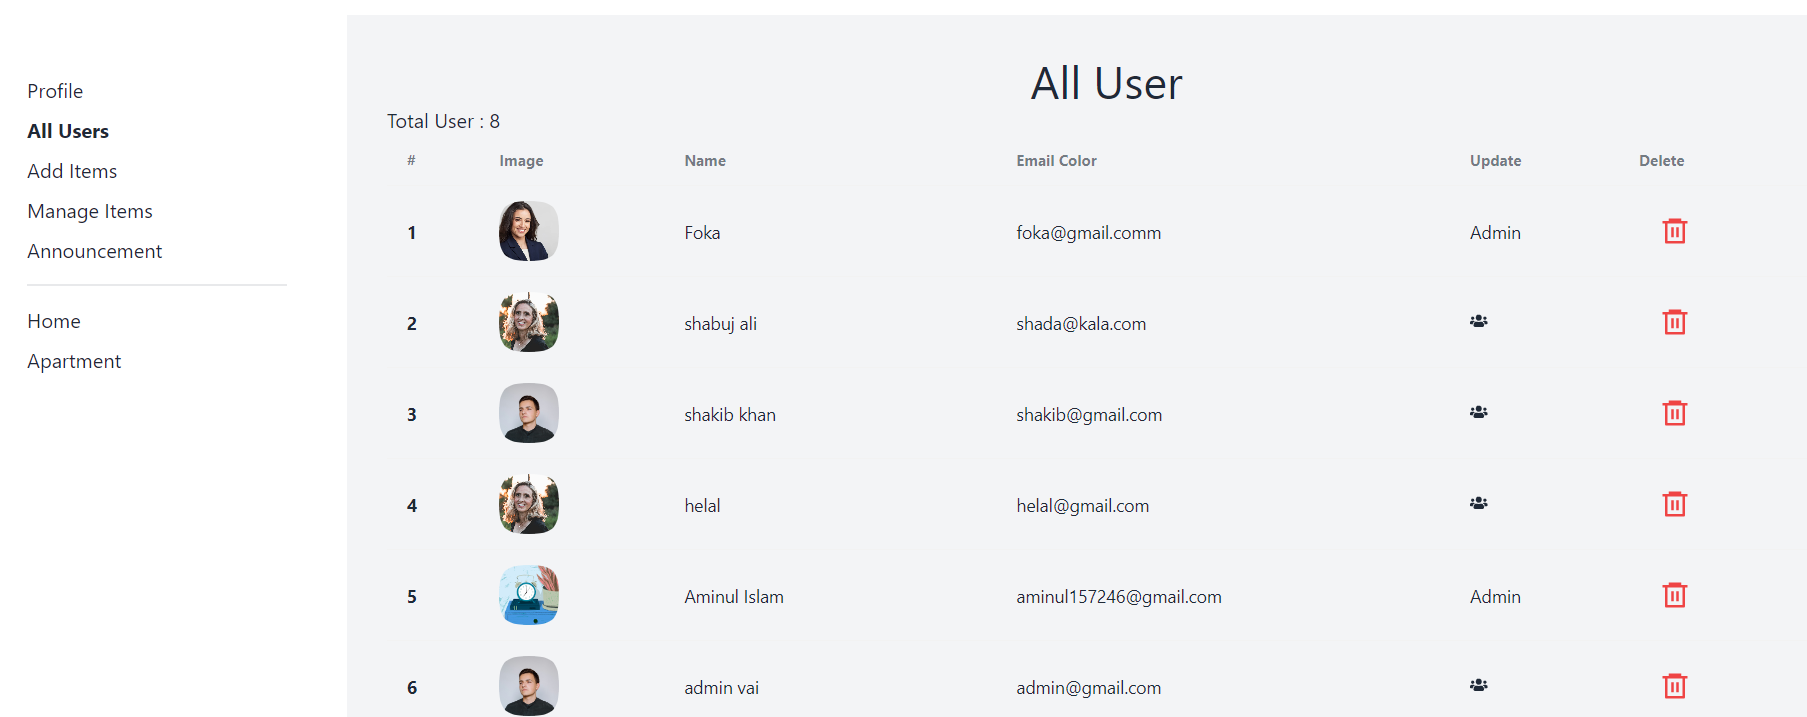 Profile
All Users
Add Items
Manage Items
Announcement
Home
Apartment
All User
Total User : 8
# Image Name Email Color Update Delete
1 Foka foka@gmail.comm Admin
2 shabuj ali shada@kala.com
3 shakib khan shakib@gmail.com
4 helal helal@gmail.com
5 Aminul Islam aminul157246@gmail.com Admin
6 admin vai admin@gmail.com